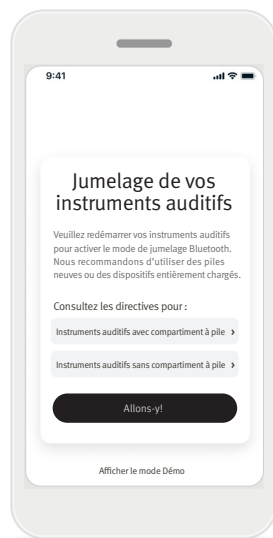 9:41
Jumelage de vos
instruments auditifs
Veuillez redémarrer vos instruments auditifs
pour activer le mode de jumelage Bluetooth.
Nous recommandons d'utiliser des piles
neuves ou des dispositifs entièrement chargés.
Consultez les directives pour :
Instruments auditifs avec compartiment à pile ›
Instruments auditifs sans compartiment à pile ›
Allons-y!
Afficher le mode Démo